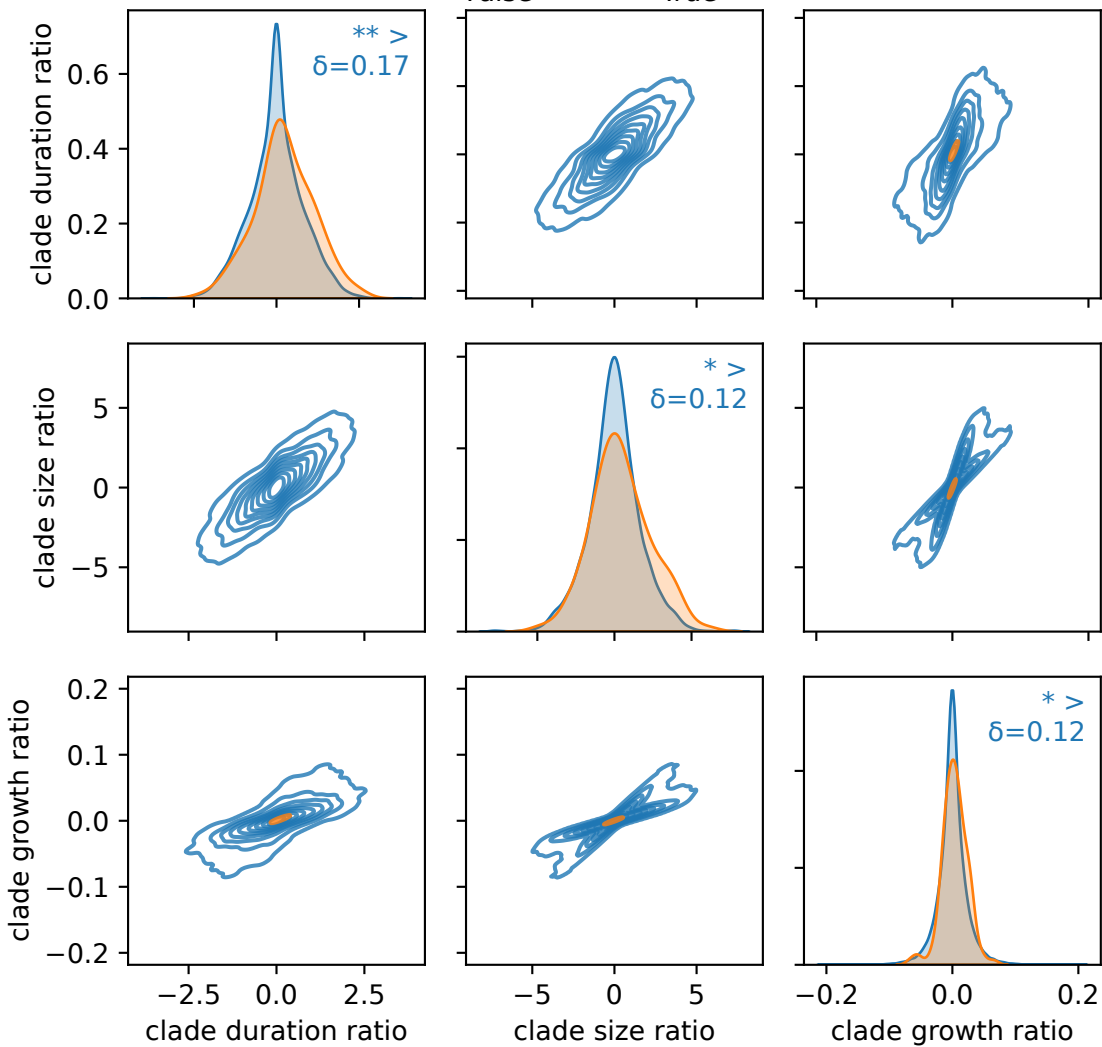 clade duration ratio
0.6
0.4
0.2
0.0
** >
δ=0.17
clade size ratio
5
0
−5
* >
δ=0.12
clade growth ratio
0.2
0.1
0.0
−0.1
−0.2
* >
δ=0.12
−2.5 0.0 2.5
−5 0 5
−0.2 0.0 0.2
clade duration ratio
clade size ratio
clade growth ratio